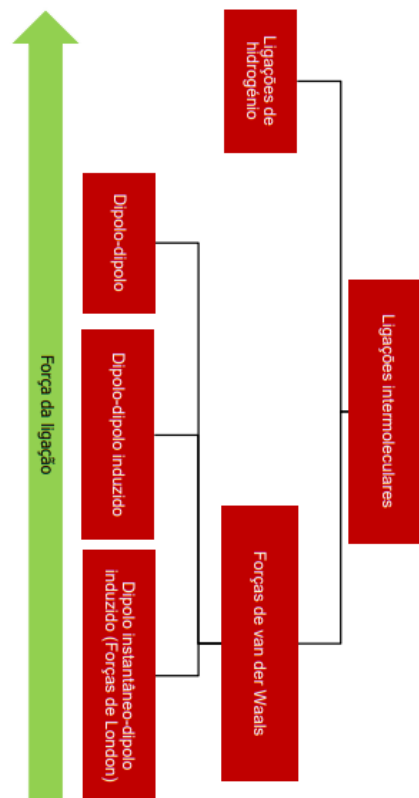 Ligações intermoleculares
Ligações de
hidrogénio
Forças de van der Waals
Dipolo-dipolo
Dipolo-dipolo induzido
Dipolo instantâneo-dipolo
induzido (Forças de London)
Força da ligação